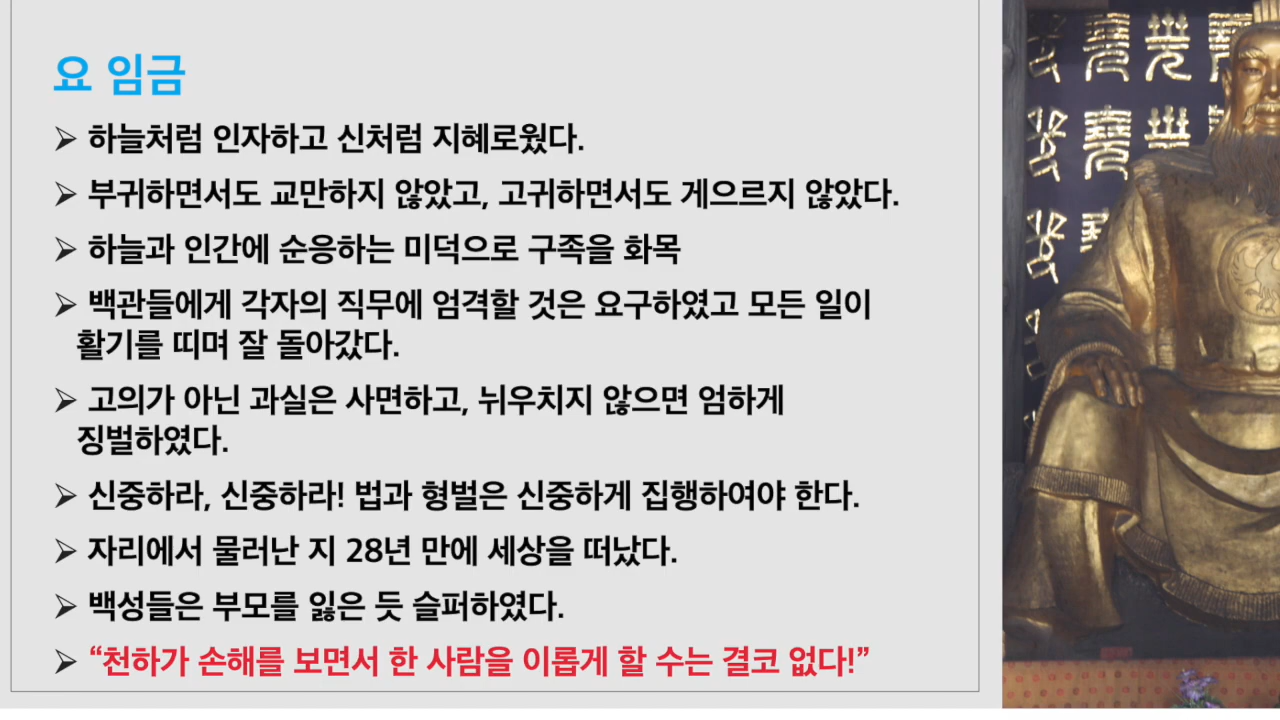 요 임금
➢ 하늘처럼 인자하고 신처럼 지혜로웠다.
➢ 부귀하면서도 교만하지 않았고, 고귀하면서도 게으르지 않았다.
➢ 하늘과 인간에 순응하는 미덕으로 구족을 화목
➢ 백관들에게 각자의 직무에 엄격할 것은 요구하였고 모든 일이
활기를 띠며 잘 돌아갔다.
➢ 고의가 아닌 과실은 사면하고, 뉘우치지 않으면 엄하게
징벌하였다.
➢ 신중하라, 신중하라! 법과 형벌은 신중하게 집행하여야 한다.
➢ 자리에서 물러난 지 28년 만에 세상을 떠났다.
➢ 백성들은 부모를 잃은 듯 슬퍼하였다.
➢ “천하가 손해를 보면서 한 사람을 이롭게 할 수는 결코 없다!”